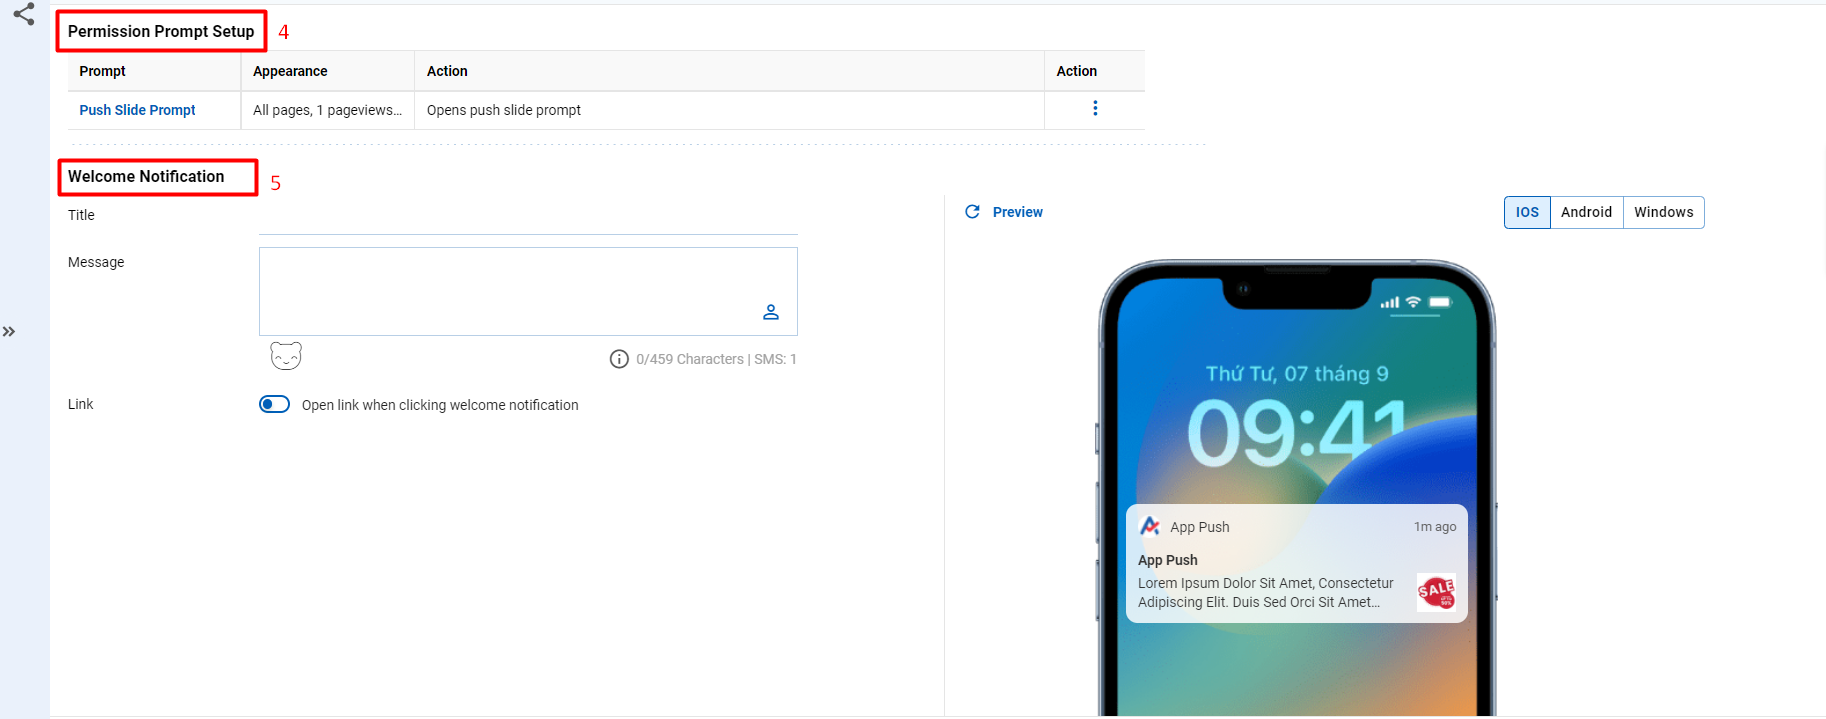 Permission Prompt Setup 4
Prompt Appearance Action Action
Push Slide Prompt All pages, 1 pageviews... Opens push slide prompt
Welcome Notification 5
Title
Message
0/459 Characters | SMS: 1
Link Open link when clicking welcome notification
Preview IOS Android Windows
Thứ Tư, 07 tháng 9
09:41
App Push 1m ago
App Push
Lorem Ipsum Dolor Sit Amet, Consectetur
Adipiscing Elit. Duis Sed Orci Sit Amet...
SALE